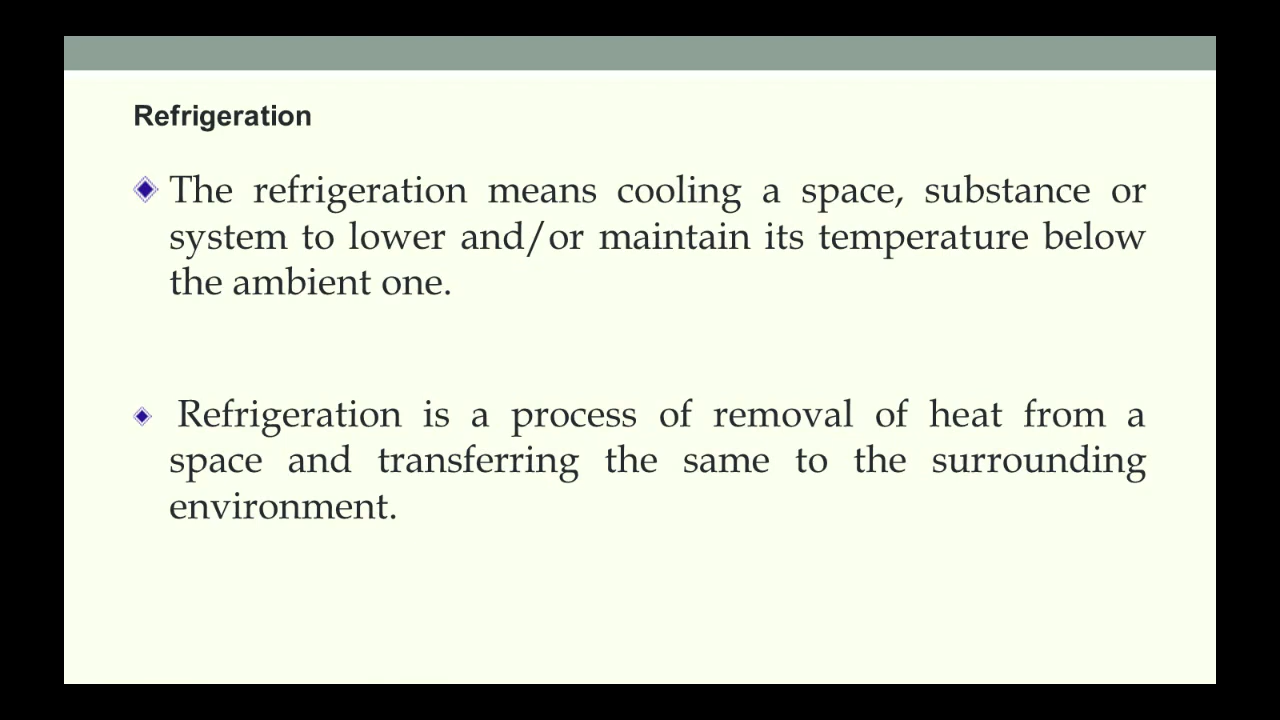 Refrigeration
The refrigeration means cooling a space, substance or
system to lower and/or maintain its temperature below
the ambient one.
Refrigeration is a process of removal of heat from a
space and transferring the same to the surrounding
environment.